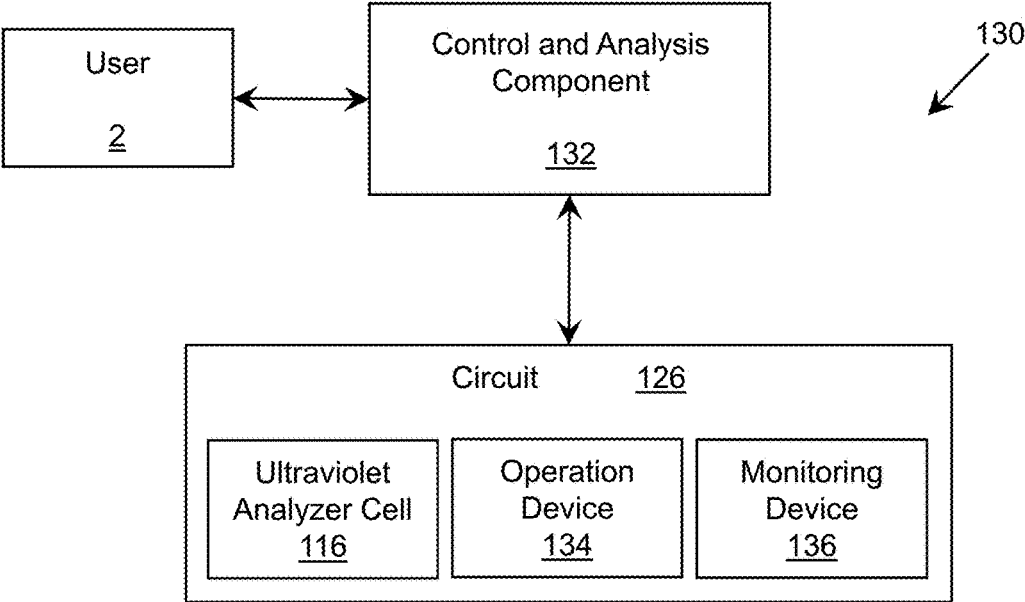 User
2
Control and Analysis
Component
132
130
Circuit 126
Ultraviolet
Analyzer Cell
116
Operation
Device
134
Monitoring
Device
136